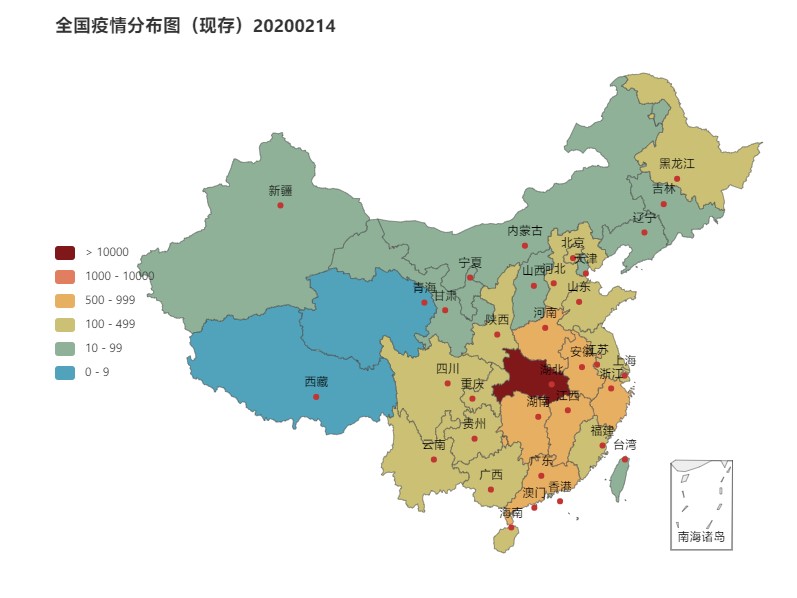 全国疫情分布图（现存）20200214
黑龙江
吉林
新疆
辽宁
内蒙古
北京
> 10000
宁夏
天津
山西
河北
1000 - 10000
青海
山东
甘肃
500 - 999
河南
陕西
100 - 499
10 - 99
安徽
江苏
上海
0 - 9
四川
湖北
浙江
西藏
重庆
江西
湖南
贵州
福建
云南
台湾
广东
广西
香港
澳门
海南
南海诸岛